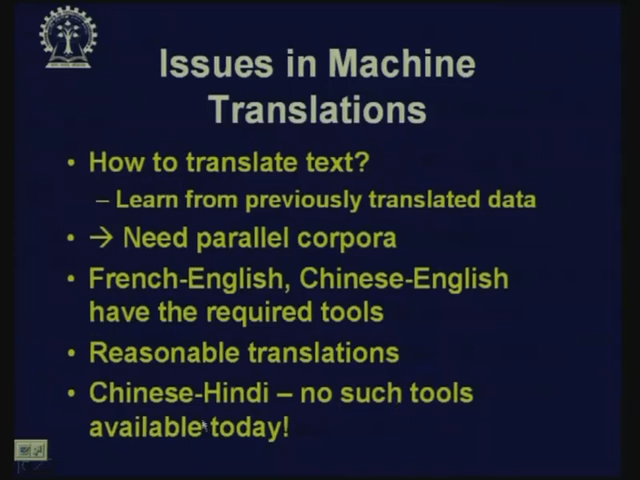 Issues in Machine
Translations
• How to translate text?
– Learn from previously translated data
• → Need parallel corpora
• French-English, Chinese-English
have the required tools
• Reasonable translations
• Chinese-Hindi – no such tools
available today!